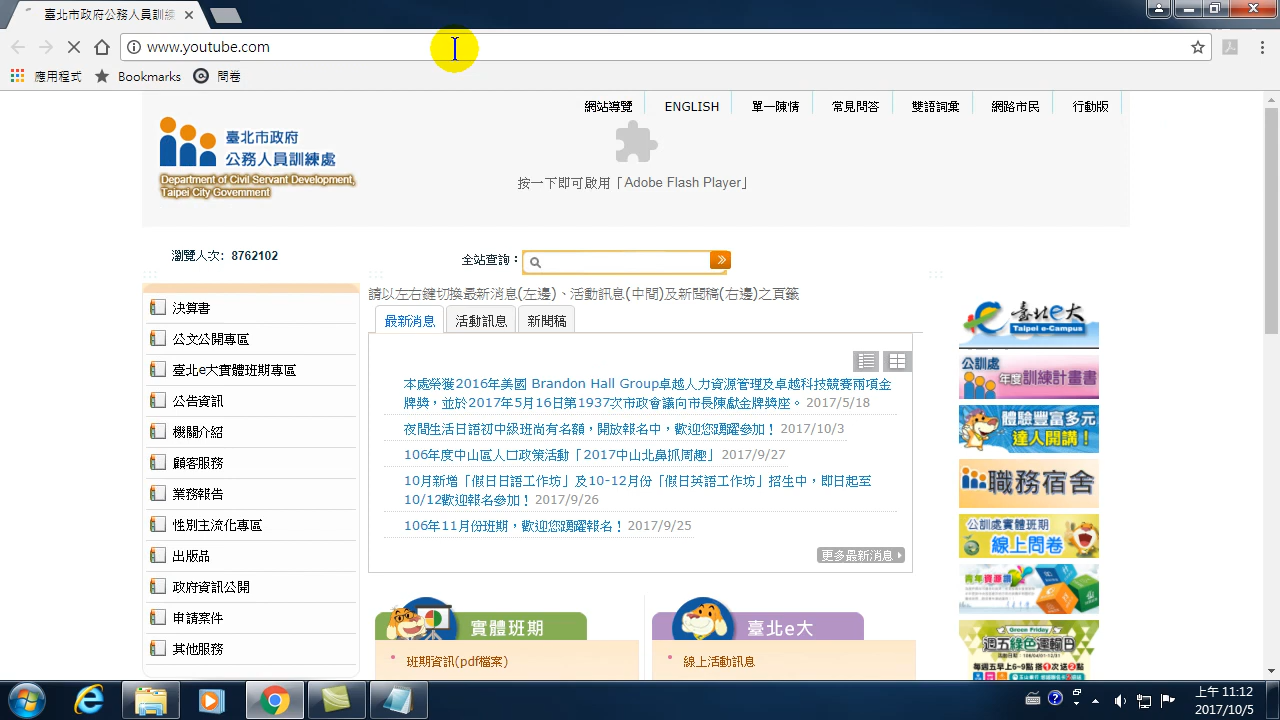 臺北市政府公務人員訓練
www.youtube.com
應用程式 Bookmarks 問卷
網站導覽 ENGLISH 單一陳情 常見問答 雙語詞彙 網路市民 行動版
臺北市政府
公務人員訓練處
Department of Civil Servant Development,
Taipei City Government
按一下即可啟用「Adobe Flash Player」
瀏覽人次: 8762102
全站查詢：
請以左右鍵切換最新消息(左邊)、活動訊息(中間)及新聞稿(右邊)之頁籤
最新消息 活動訊息 新聞稿
決算書
公文公開專區
臺北e大實體班期專區
公告資訊
機關介紹
顧客服務
業務報告
性別主流化專區
出版品
政府資訊公開
申請案件
其他服務
本處榮獲2016年美國 Brandon Hall Group卓越人力資源管理及卓越科技競賽兩項金
牌獎，並於2017年5月16日第1937次市政會議向市長陳獻金牌獎座。 2017/5/18
夜間生活日語初中級班尚有名額，開放報名中，歡迎您踴躍參加！ 2017/10/3
106年度中山區人口政策活動「2017中山北鼻抓周趣」 2017/9/27
10月新增「假日日語工作坊」及10-12月份「假日英語工作坊」招生中，即日起至
10/12歡迎報名參加！ 2017/9/26
106年11月份班期，歡迎您踴躍報名！ 2017/9/25
更多最新消息
實體班期
班期資訊(pdf檔案)
臺北e大
線上活動訊息
臺北e大
Taipei e-Campus
公訓處
年度訓練計畫書
體驗豐富多元
達人開講！
職務宿舍
公訓處實體班期
線上問卷
青年資源讚
Green Friday
週五綠色運輸日
每週五早上6-9點 搭1次送2點
上午 11:12
2017/10/5